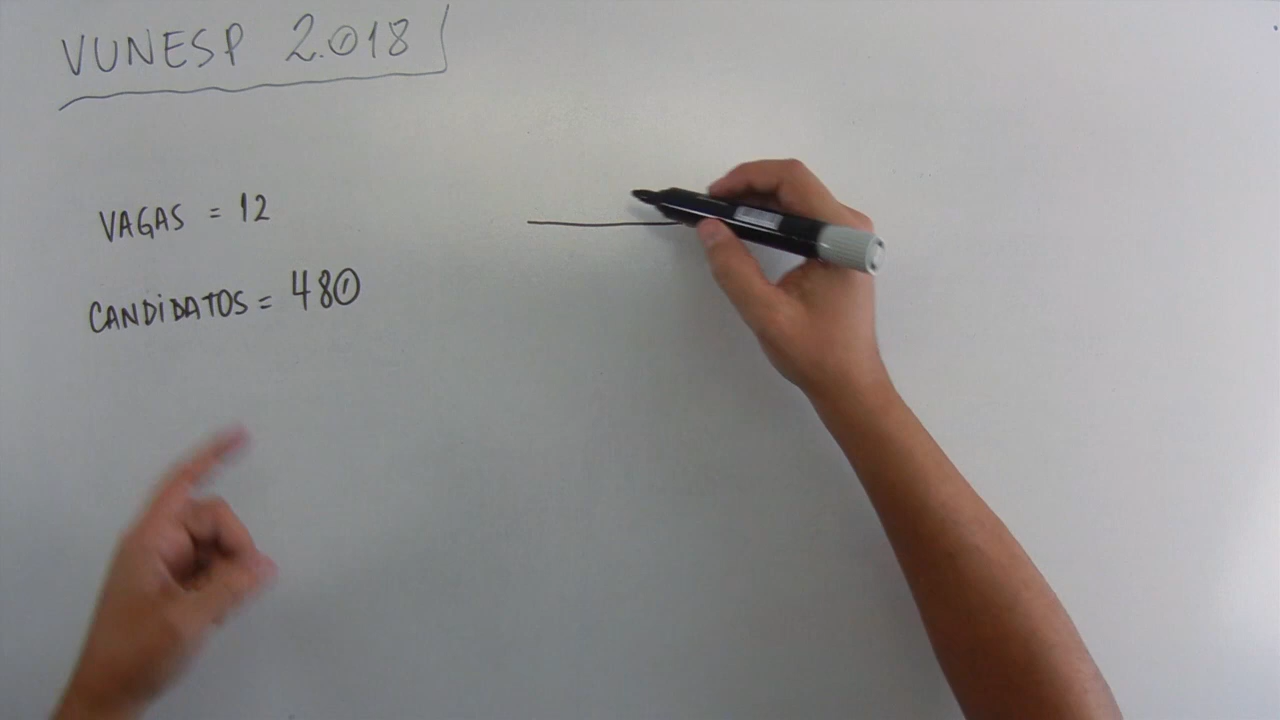 VUNESP 2.018
VAGAS = 12
CANDIDATOS = 480